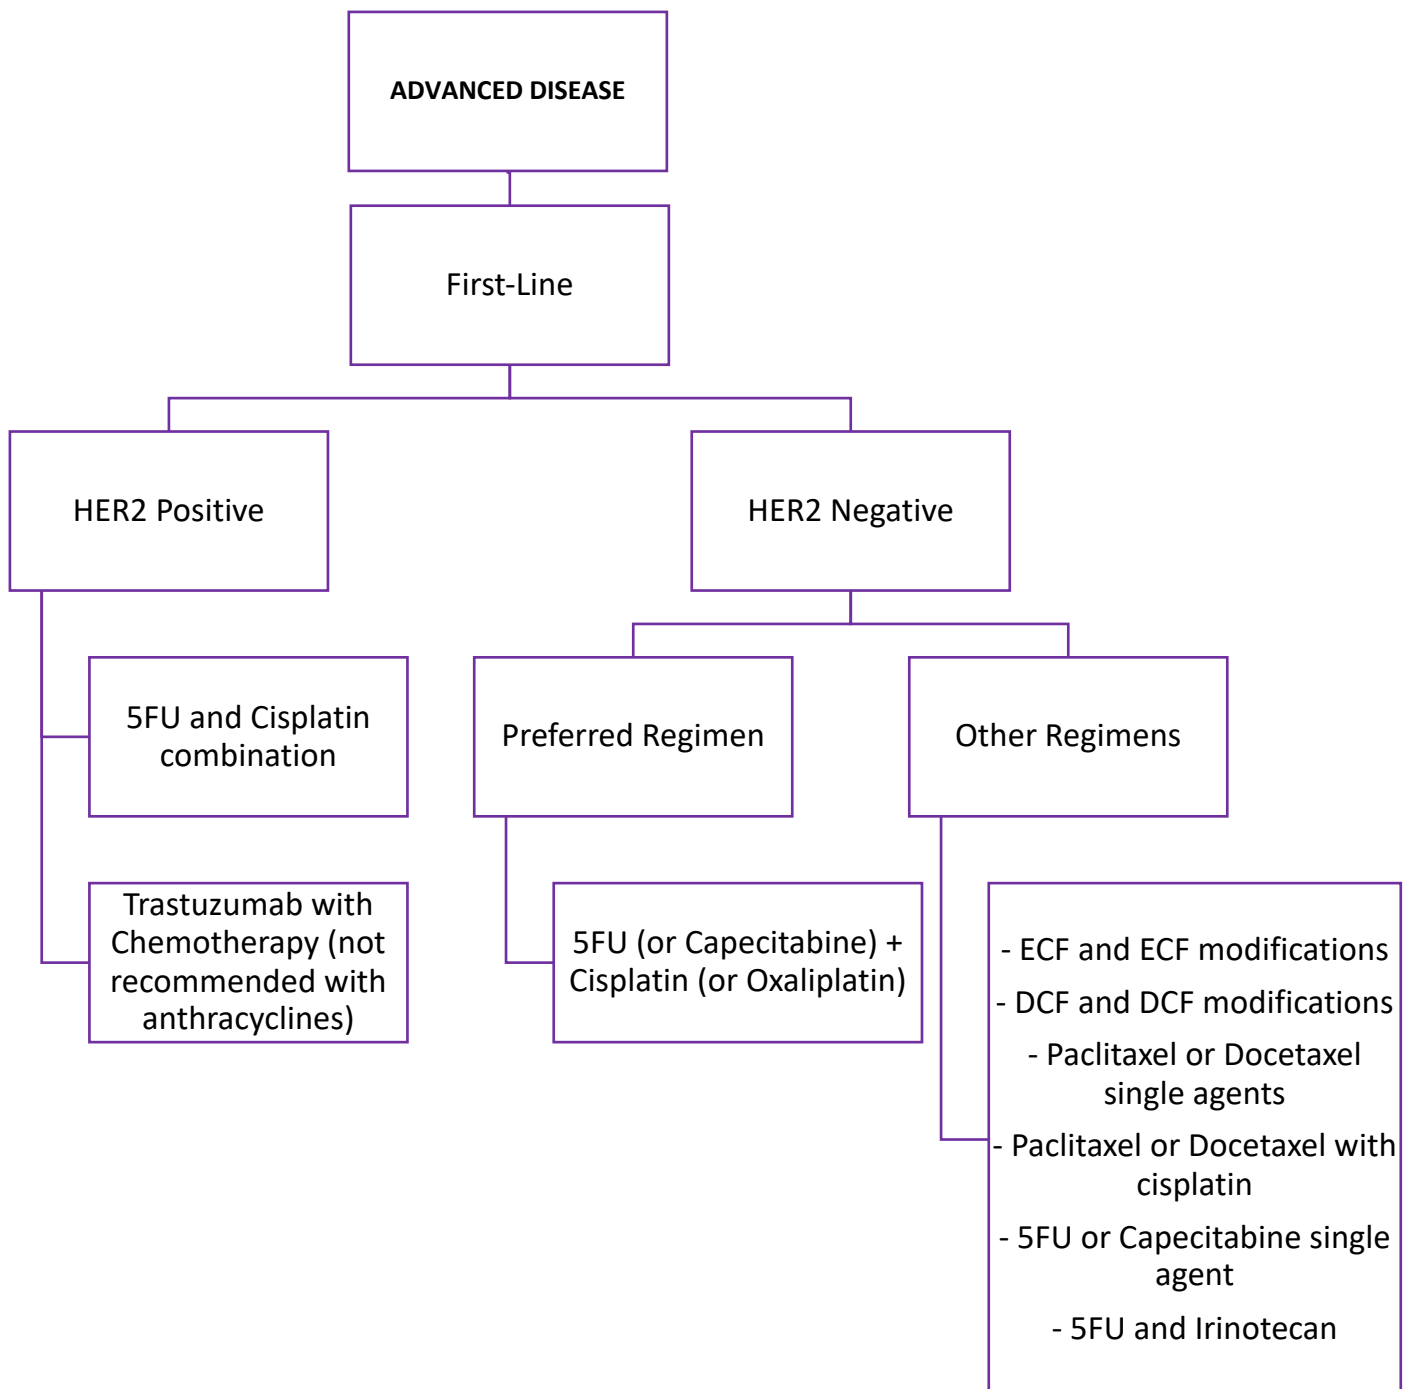 ADVANCED DISEASE
First-Line
HER2 Positive
HER2 Negative
5FU and Cisplatin
combination
Preferred Regimen
Other Regimens
Trastuzumab with
Chemotherapy (not
recommended with
anthracyclines)
5FU (or Capecitabine) +
Cisplatin (or Oxaliplatin)
- ECF and ECF modifications
- DCF and DCF modifications
- Paclitaxel or Docetaxel
single agents
- Paclitaxel or Docetaxel with
cisplatin
- 5FU or Capecitabine single
agent
- 5FU and Irinotecan